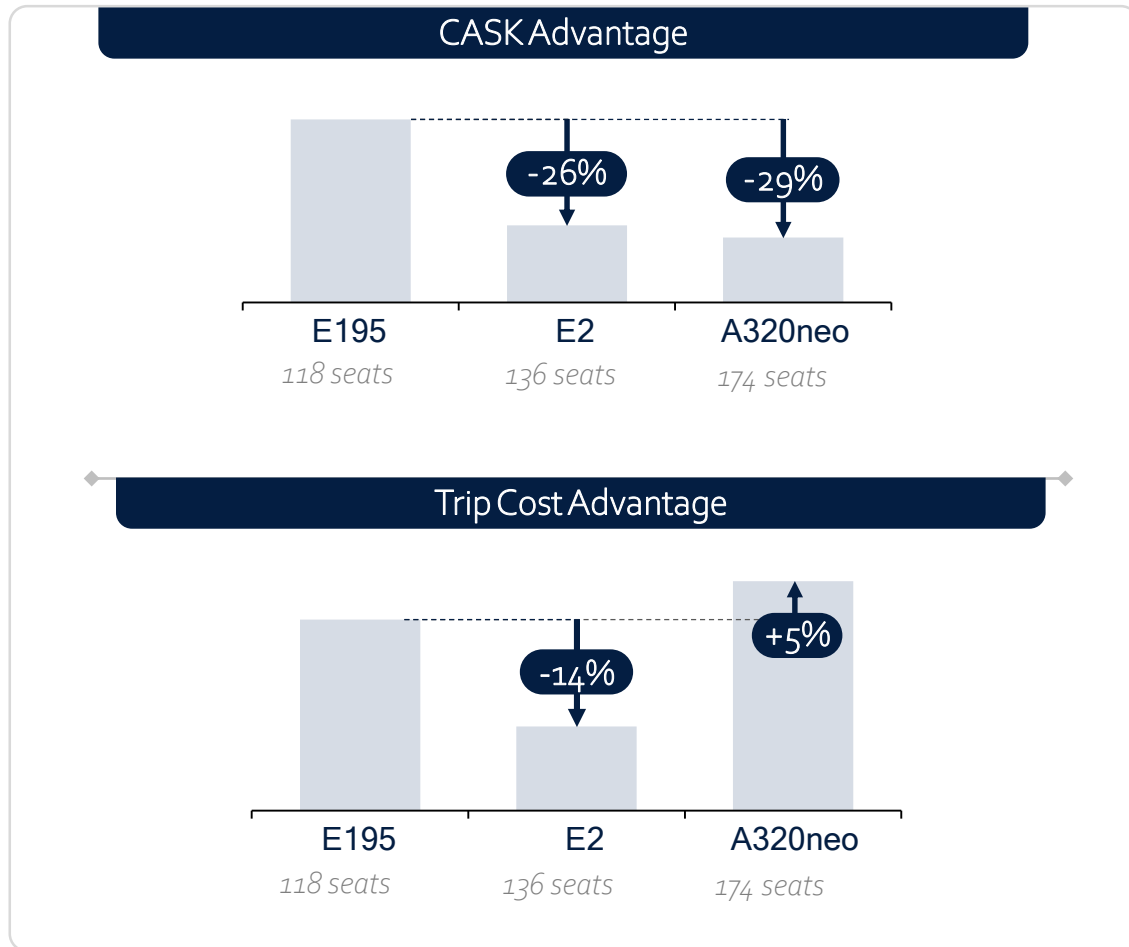 CASK Advantage
-26%
-29%
E195
E2
A320neo
118 seats
136 seats
174 seats
Trip Cost Advantage
-14%
+5%
E195
E2
A320neo
118 seats
136 seats
174 seats